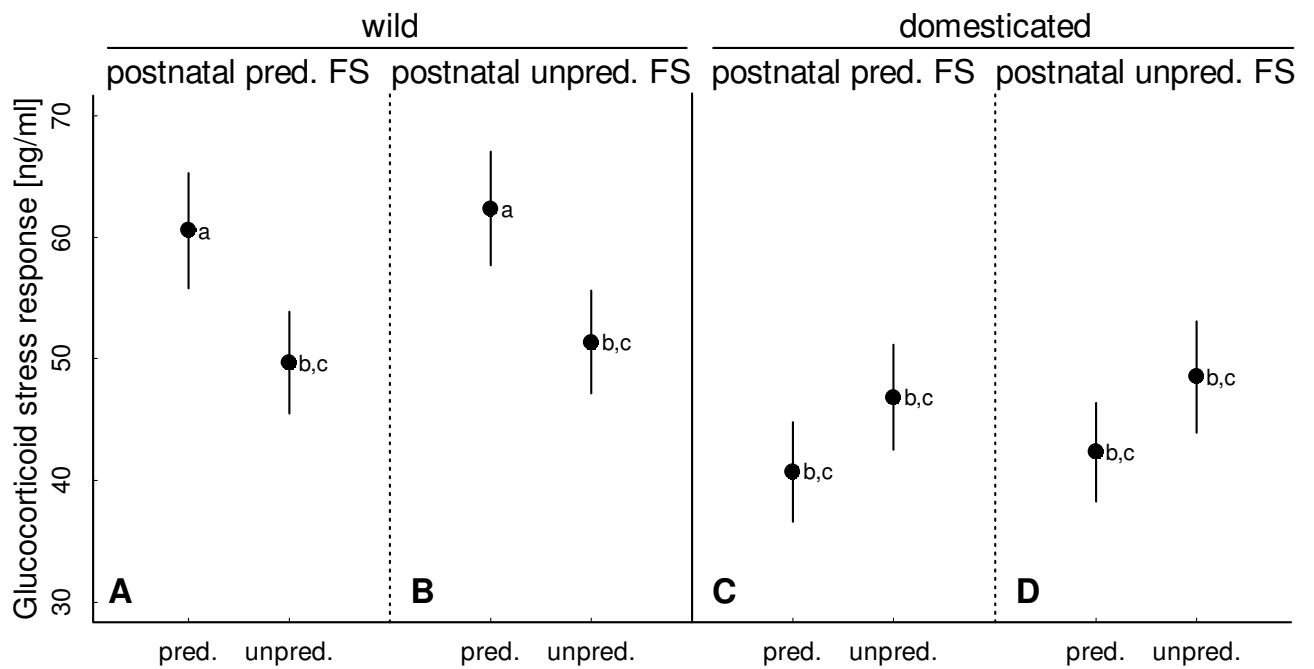 wild domesticated
postnatal pred. FS postnatal unpred. FS postnatal pred. FS postnatal unpred. FS
Glucocorticoid stress response [ng/ml]
70
60
50
40
30
a
b,c
a
b,c
b,c
b,c
b,c
b,c
A B C D
pred. unpred. pred. unpred. pred. unpred. pred. unpred.